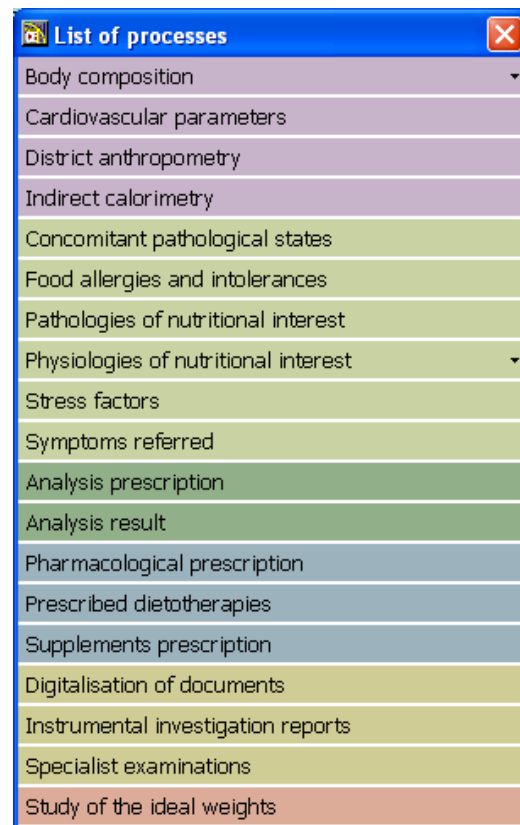 List of processes
Body composition
Cardiovascular parameters
District anthropometry
Indirect calorimetry
Concomitant pathological states
Food allergies and intolerances
Pathologies of nutritional interest
Physiologies of nutritional interest
Stress factors
Symptoms referred
Analysis prescription
Analysis result
Pharmacological prescription
Prescribed dietotherapies
Supplements prescription
Digitalisation of documents
Instrumental investigation reports
Specialist examinations
Study of the ideal weights